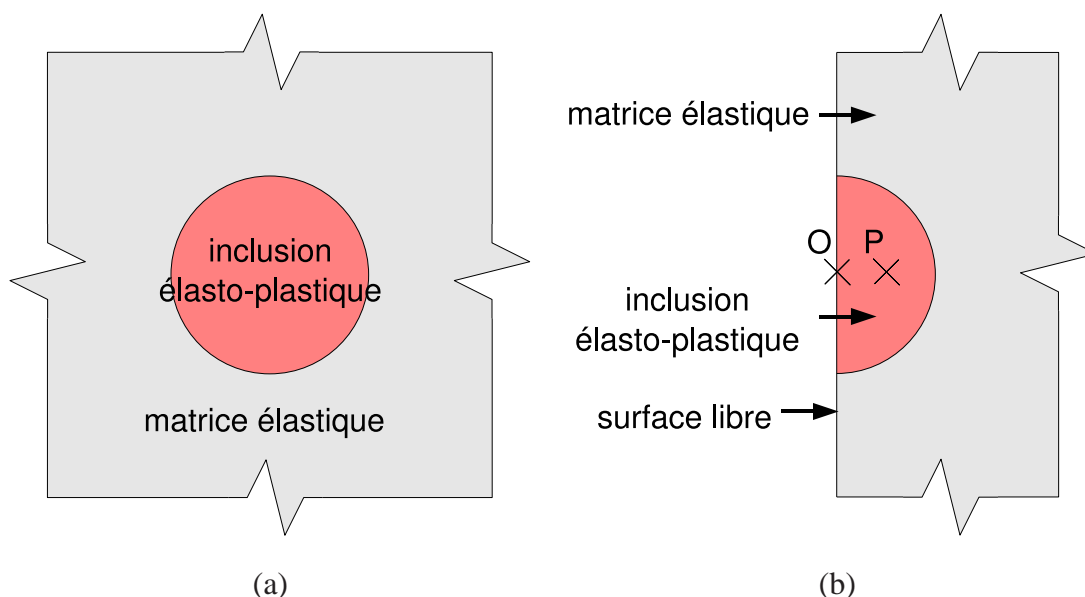 inclusion
élasto-plastique
matrice élastique
(a)
matrice élastique
O P
inclusion
élasto-plastique
surface libre
(b)